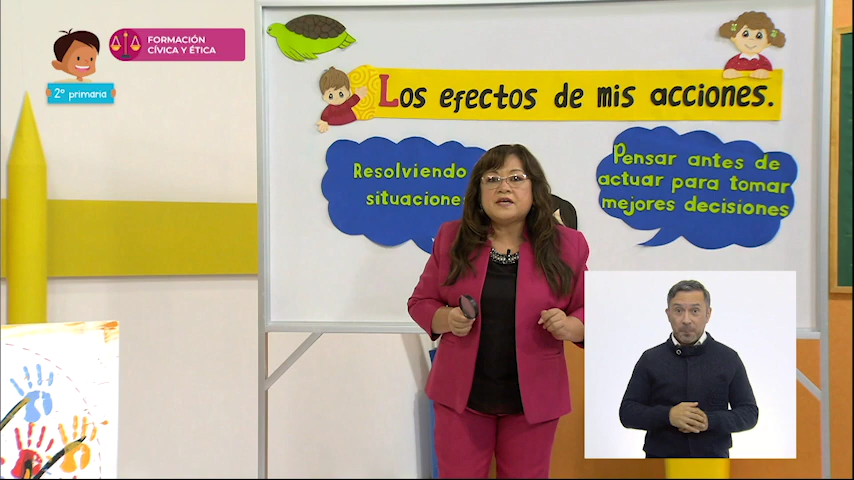 FORMACIÓN
CÍVICA Y ÉTICA
2° primaria
Los efectos de mis acciones.
Resolviendo
situacione
Pensar antes de
actuar para tomar
mejores decisiones